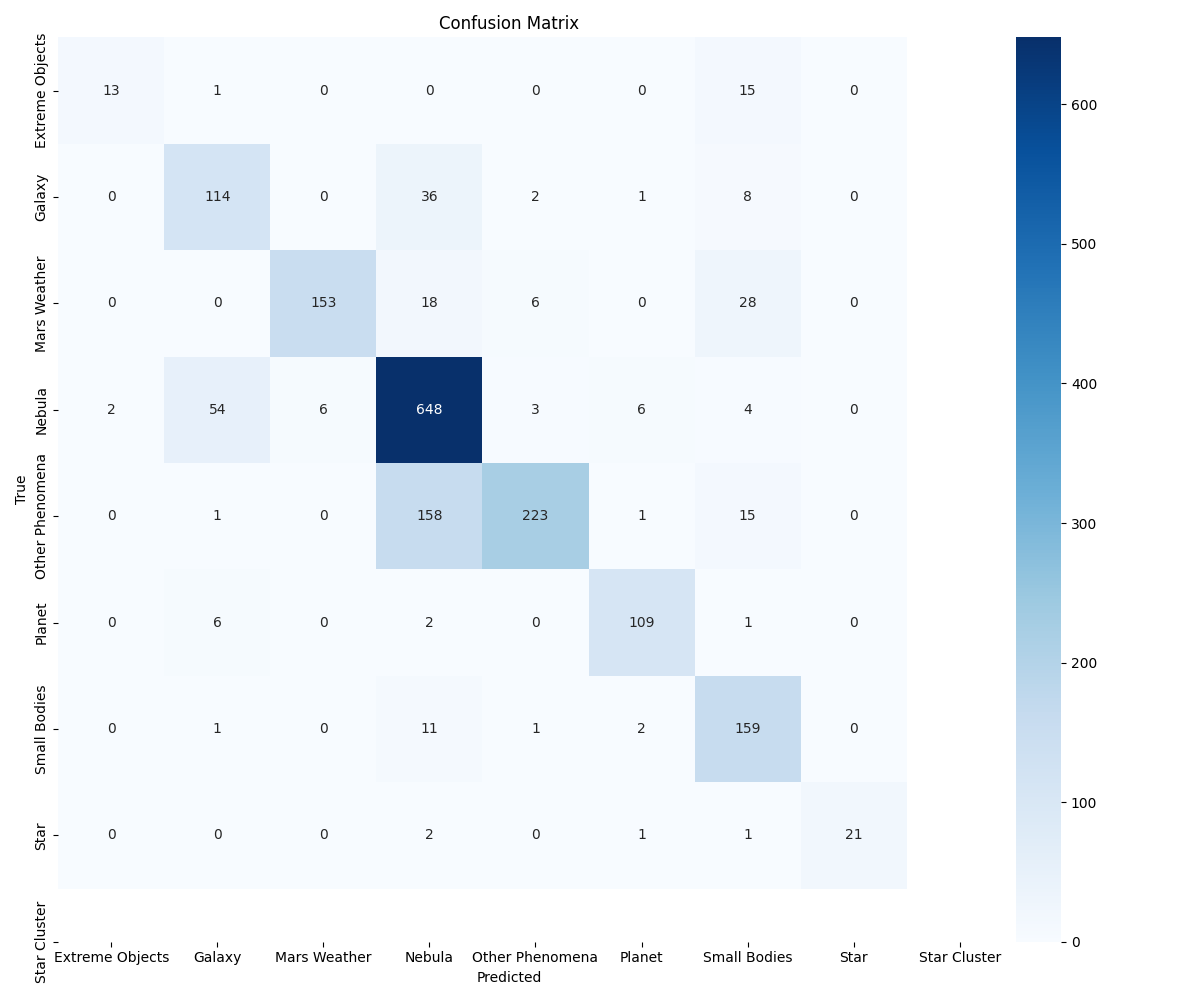 Confusion Matrix
Extreme Objects 13 1 0 0 0 0 15 0
Galaxy 0 114 0 36 2 1 8 0
Mars Weather 0 0 153 18 6 0 28 0
Nebula 2 54 6 648 3 6 4 0
Other Phenomena 0 1 0 158 223 1 15 0
Planet 0 6 0 2 0 109 1 0
Small Bodies 0 1 0 11 1 2 159 0
Star 0 0 0 2 0 1 1 21
Star Cluster
True
Extreme Objects Galaxy Mars Weather Nebula Other Phenomena Planet Small Bodies Star Star Cluster
Predicted
600
500
400
300
200
100
0